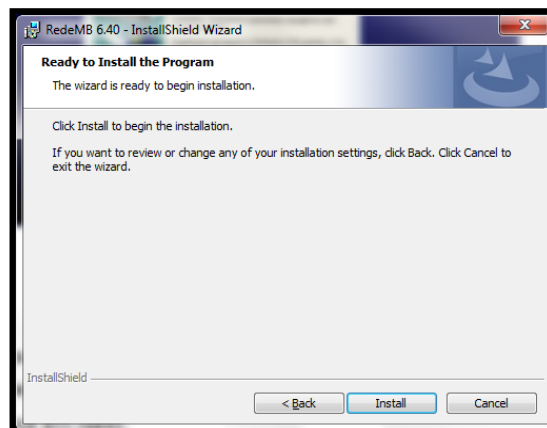 RedeMB 6.40 - InstallShield Wizard
Ready to Install the Program
The wizard is ready to begin installation.
Click Install to begin the installation.
If you want to review or change any of your installation settings, click Back. Click Cancel to
exit the wizard.
InstallShield
< Back
Install
Cancel